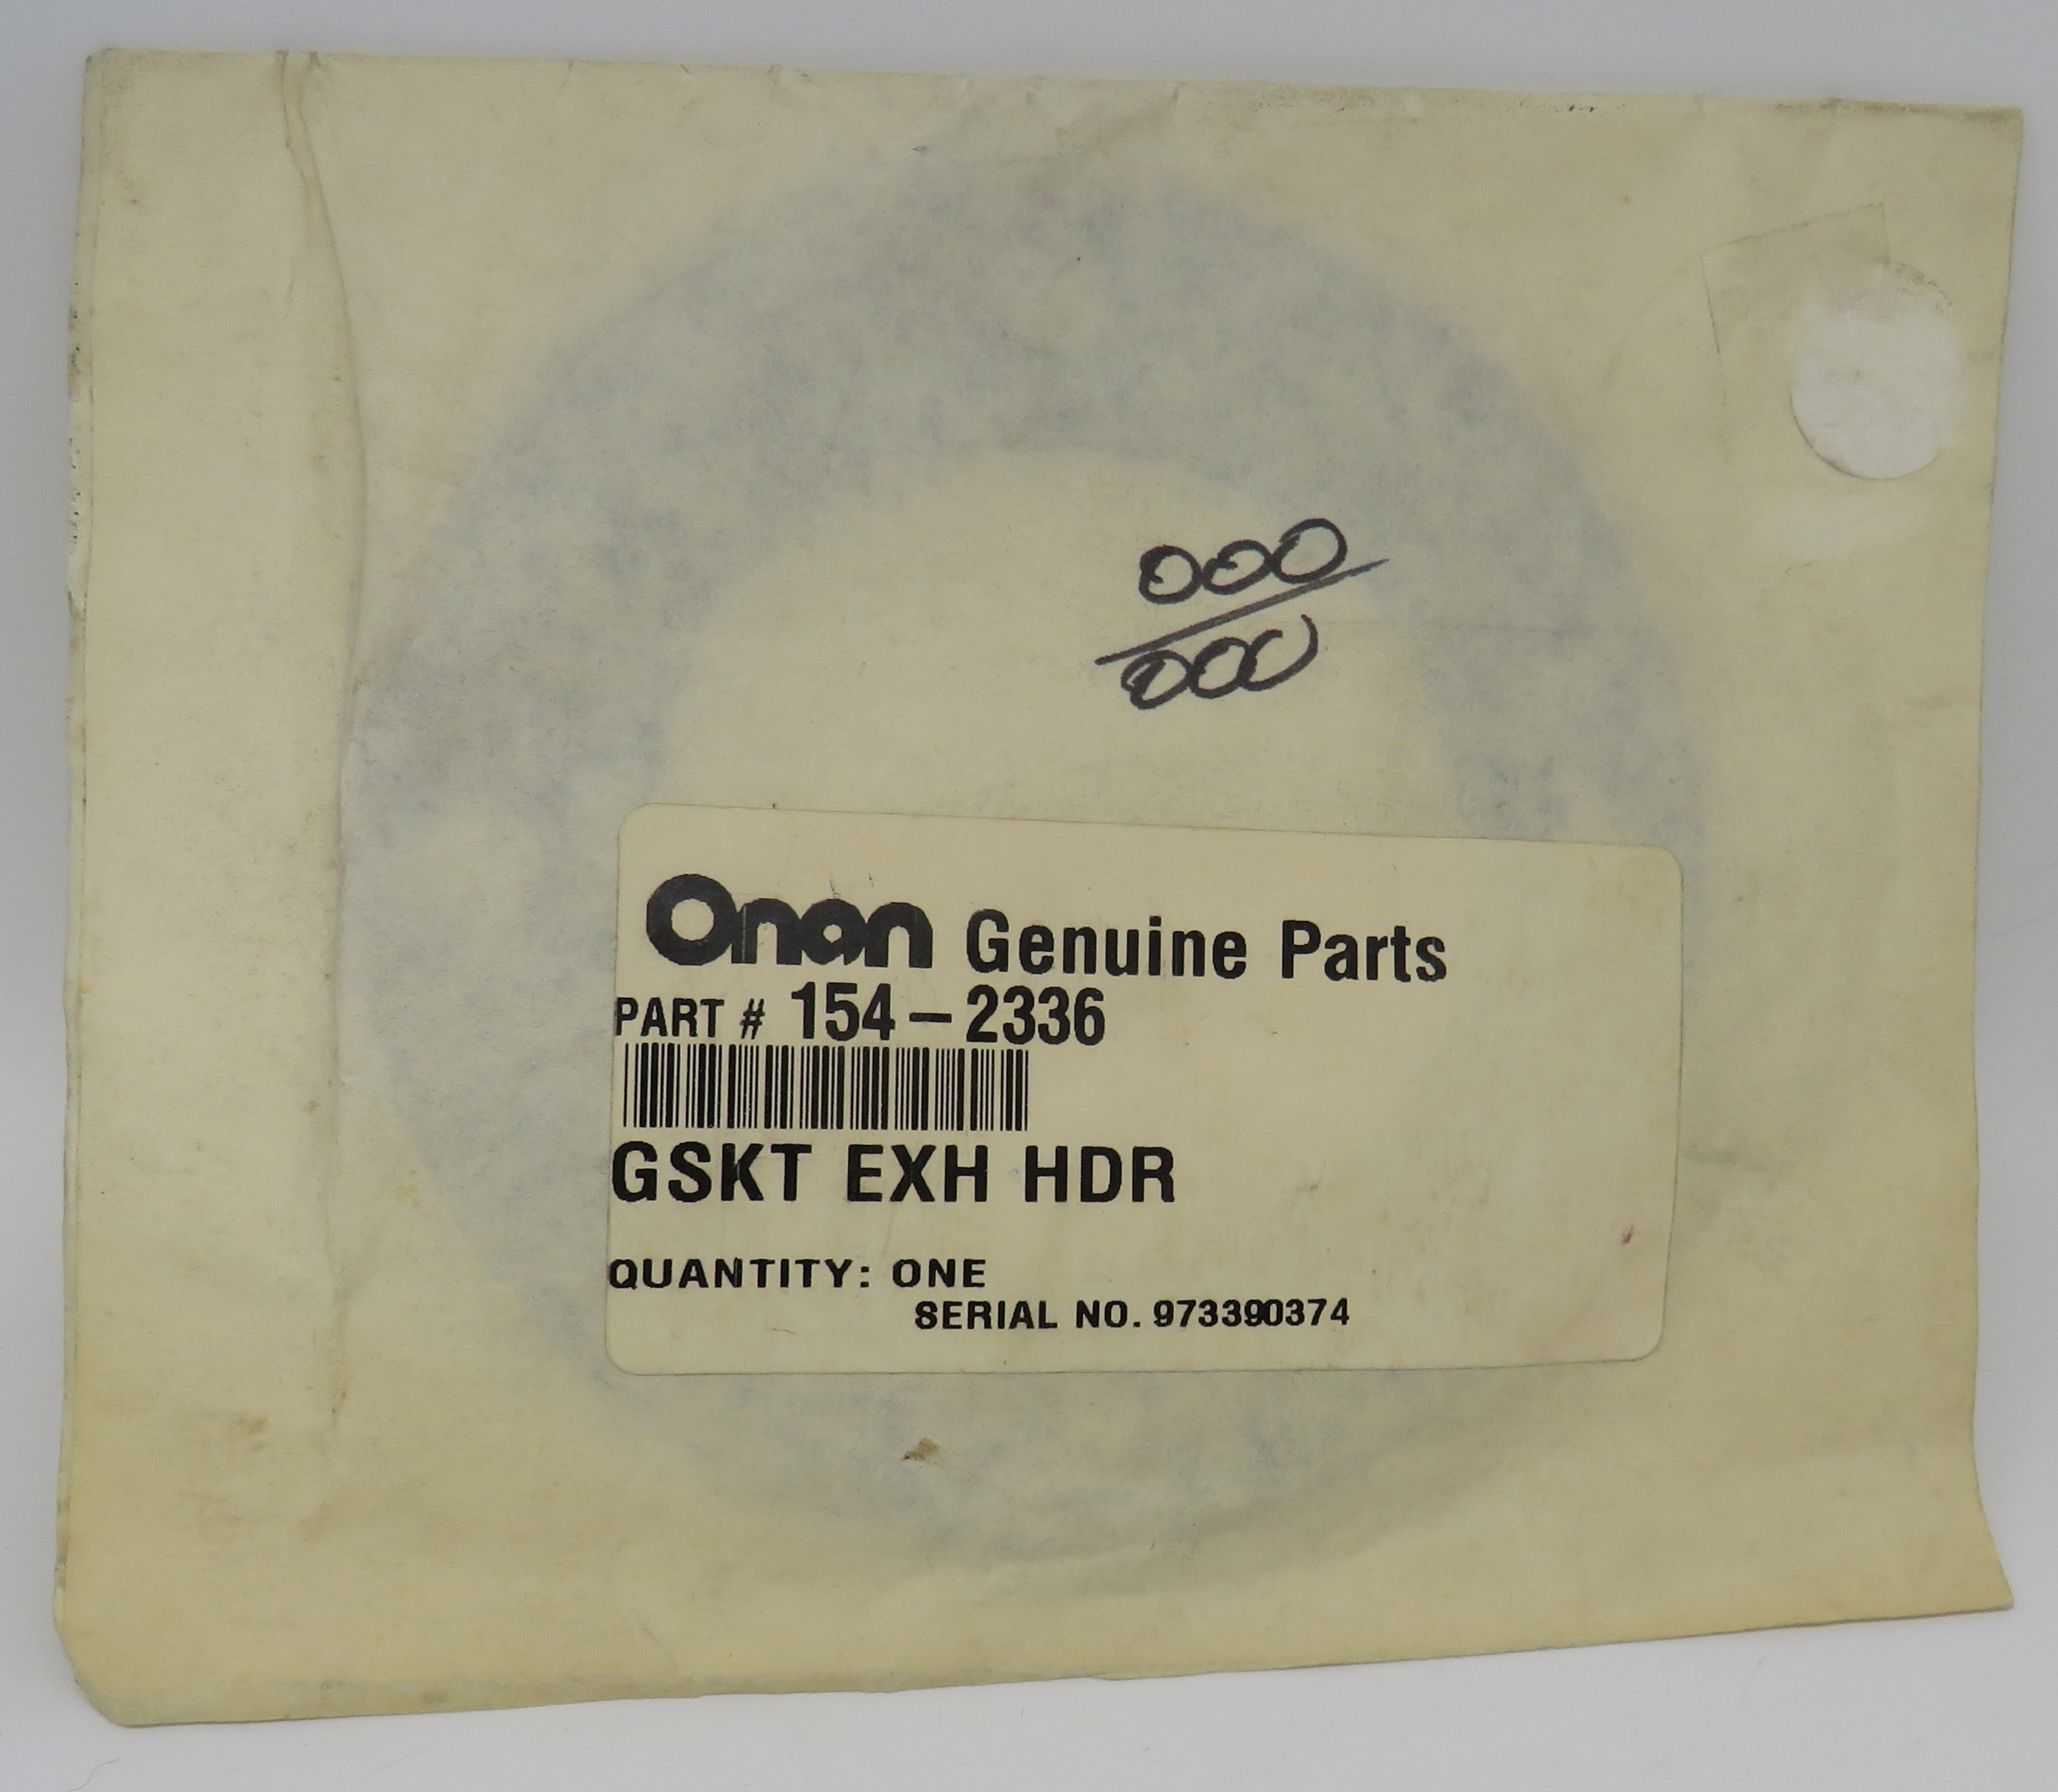 000
000
Onan Genuine Parts
PART # 154-2336
GSKT EXH HDR
QUANTITY: ONE
SERIAL NO. 973390374